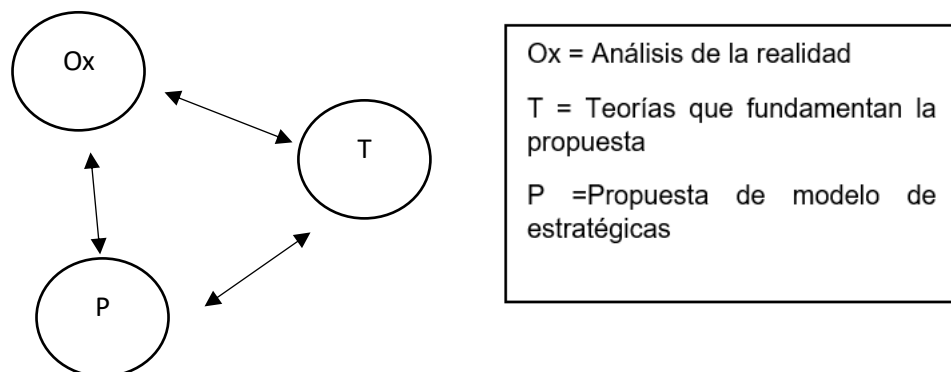 Ox
T
P
Ox = Análisis de la realidad
T = Teorías que fundamentan la
propuesta
P =Propuesta de modelo de
estratégicas